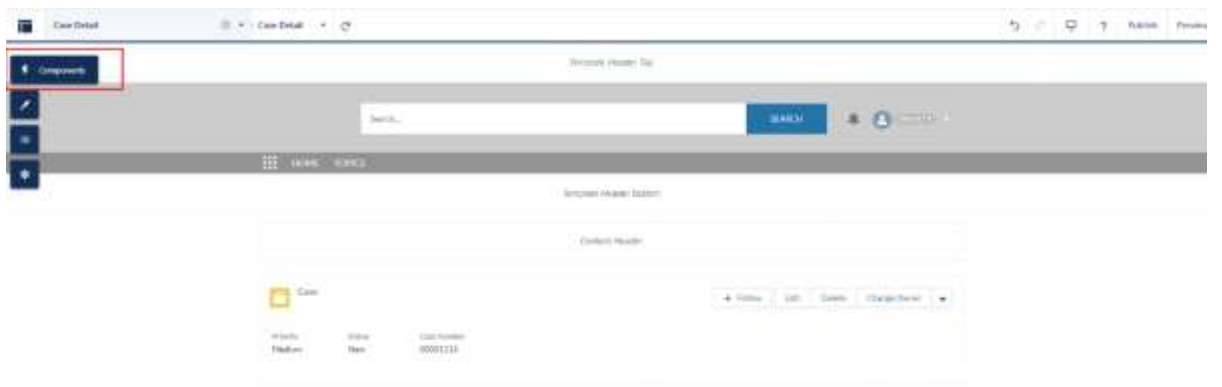 Case Detail
Case Detail
? Publish Preview
Components
Template Header Top
Search...
SEARCH
HOME TOPICS
Template Header Bottom
Content Header
Case
+ Follow Edit Delete Change Owner
Priority Status Case Number
Medium New